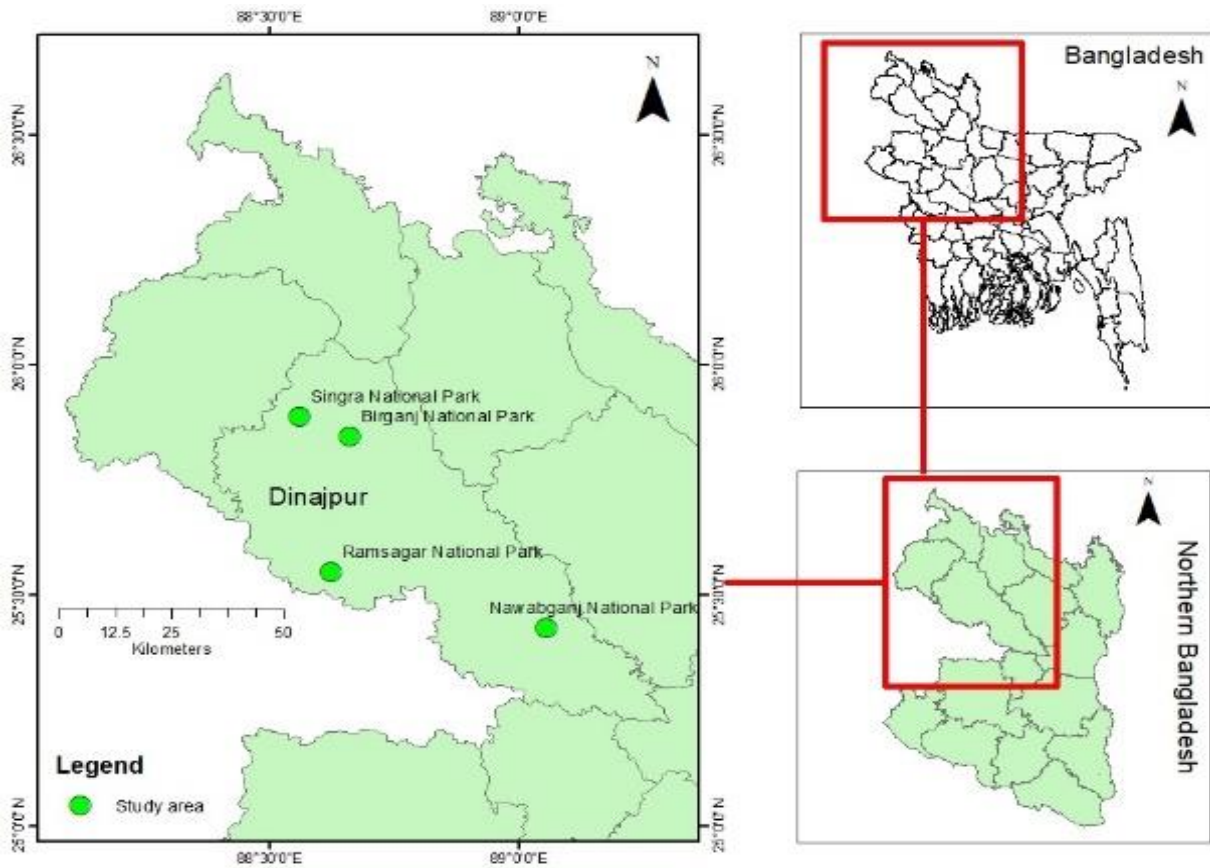 88°30'0"E
89°0'0"E
N
26°30'0"N
26°30'0"N
26°0'0"N
26°0'0"N
Singra National Park
Birganj National Park
Dinajpur
Ramsagar National Park
25°30'0"N
25°30'0"N
Nawabganj National Park
0 12.5 25 50
Kilometers
Legend
Study area
25°0'0"N
25°0'0"N
88°30'0"E
89°0'0"E
Bangladesh
N
N
Northern Bangladesh